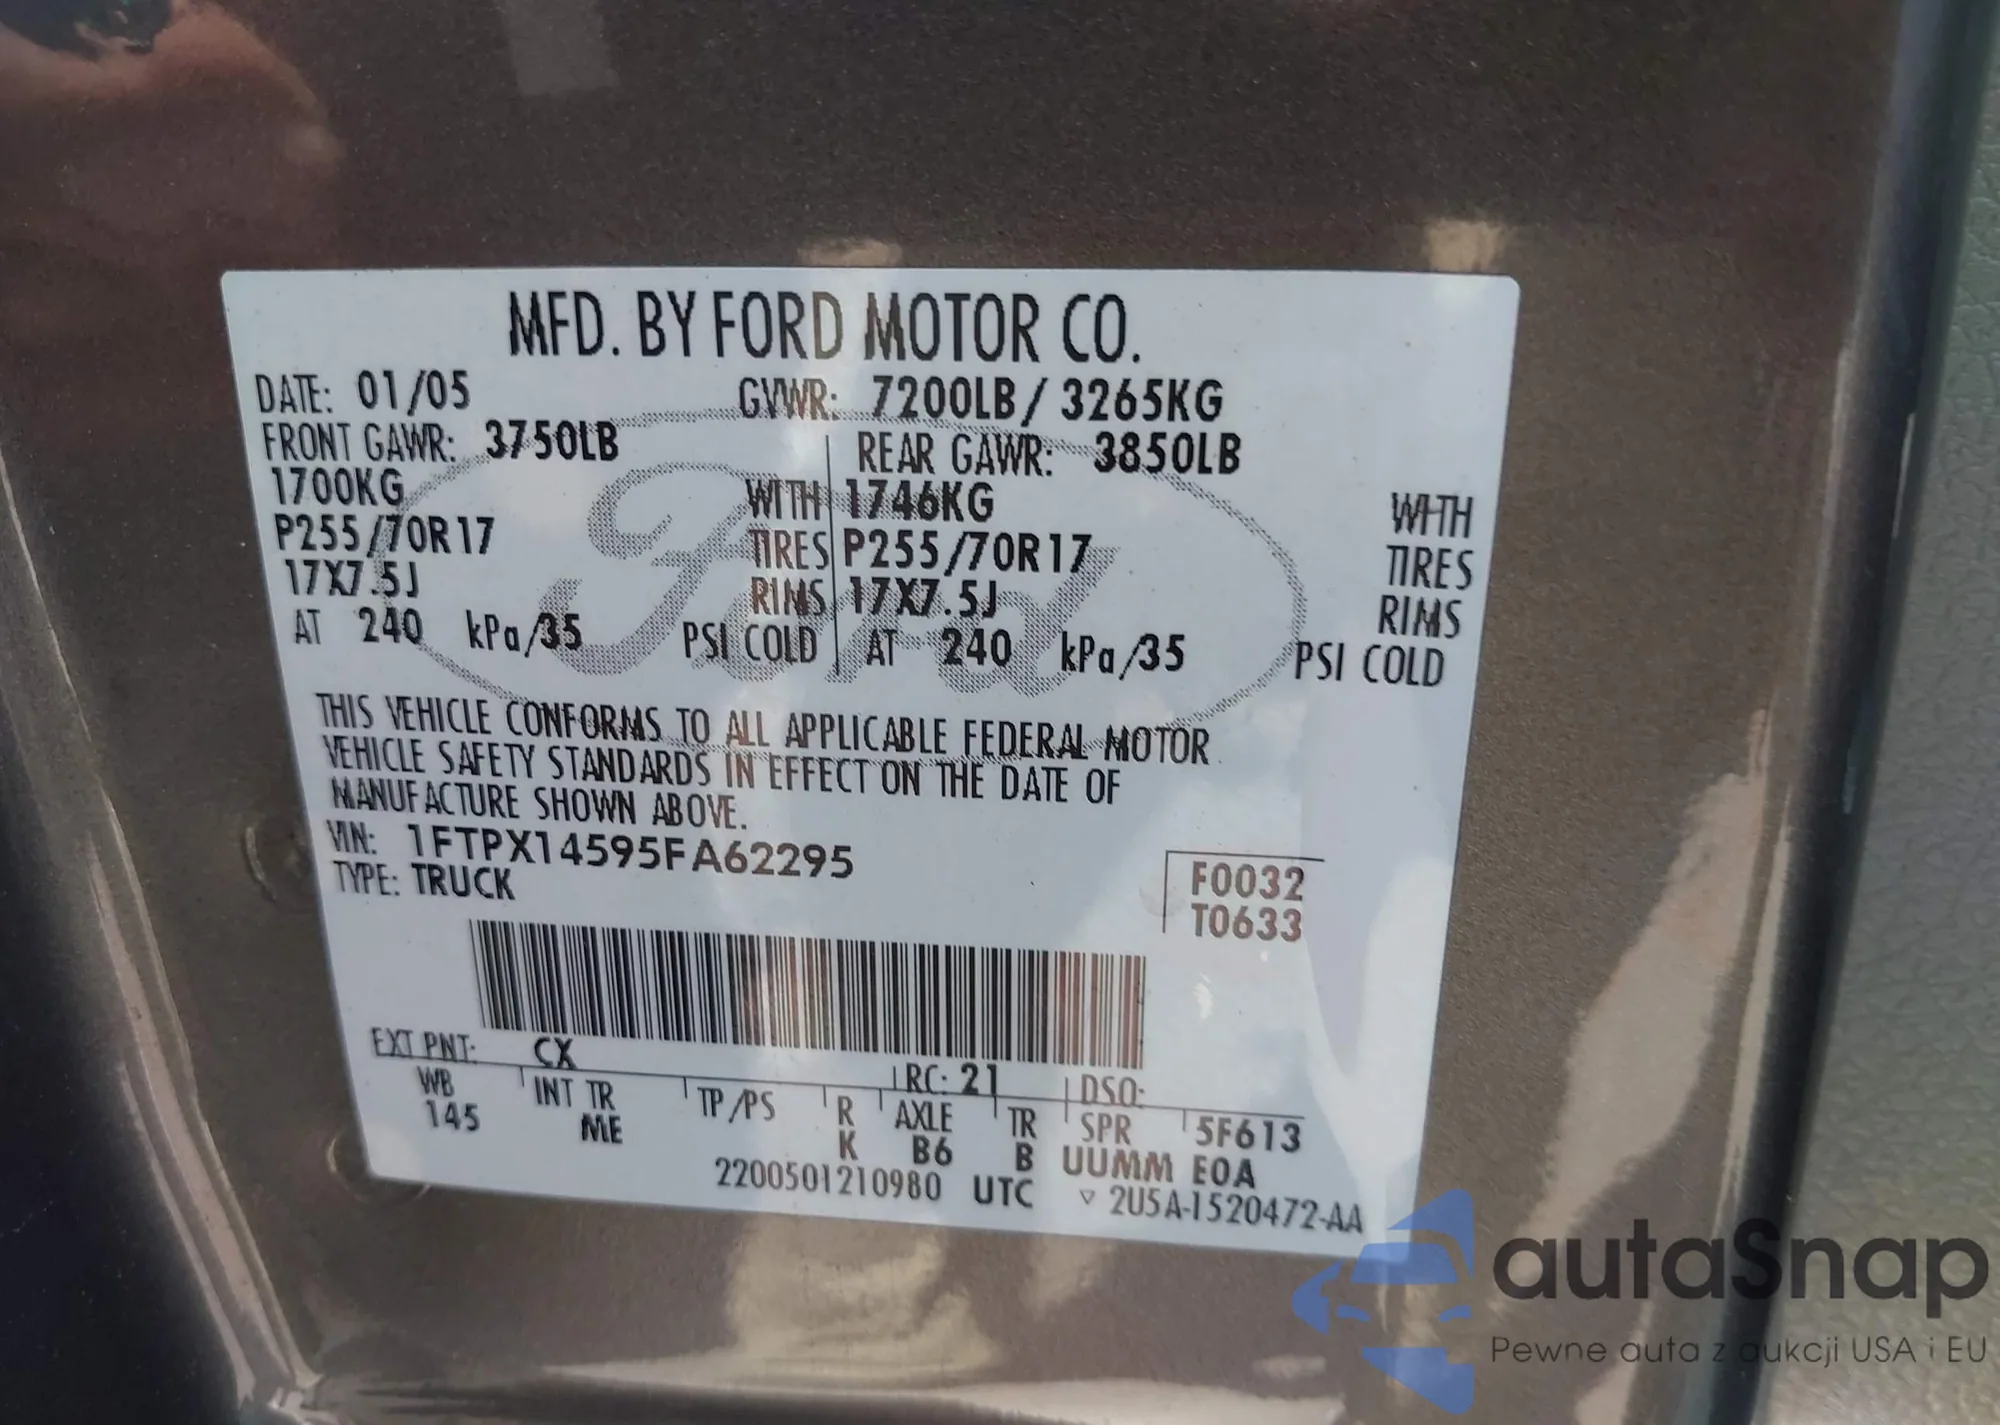 MFD. BY FORD MOTOR CO.
DATE: 01/05 GVWR: 7200LB / 3265KG
FRONT GAWR: 3750LB REAR GAWR: 3850LB
1700KG WITH 1746KG WITH
P255/70R17 TIRES P255/70R17 TIRES
17X7.5J RIMS 17X7.5J RIMS
AT 240 kPa/35 PSI COLD AT 240 kPa/35 PSI COLD
Ford
THIS VEHICLE CONFORMS TO ALL APPLICABLE FEDERAL MOTOR
VEHICLE SAFETY STANDARDS IN EFFECT ON THE DATE OF
MANUFACTURE SHOWN ABOVE.
VIN: 1FTPX14595FA62295
TYPE: TRUCK
F0032
T0633
EXT PNT: CX RC: 21 DSO:
WB INT TR TP/PS R AXLE TR SPR 5F613
145 ME K B6 B UUMM EOA
2200501210980 UTC ▽ 2U5A-1520472-AA
autaSnap
Pewne auta z aukcji USA i EU